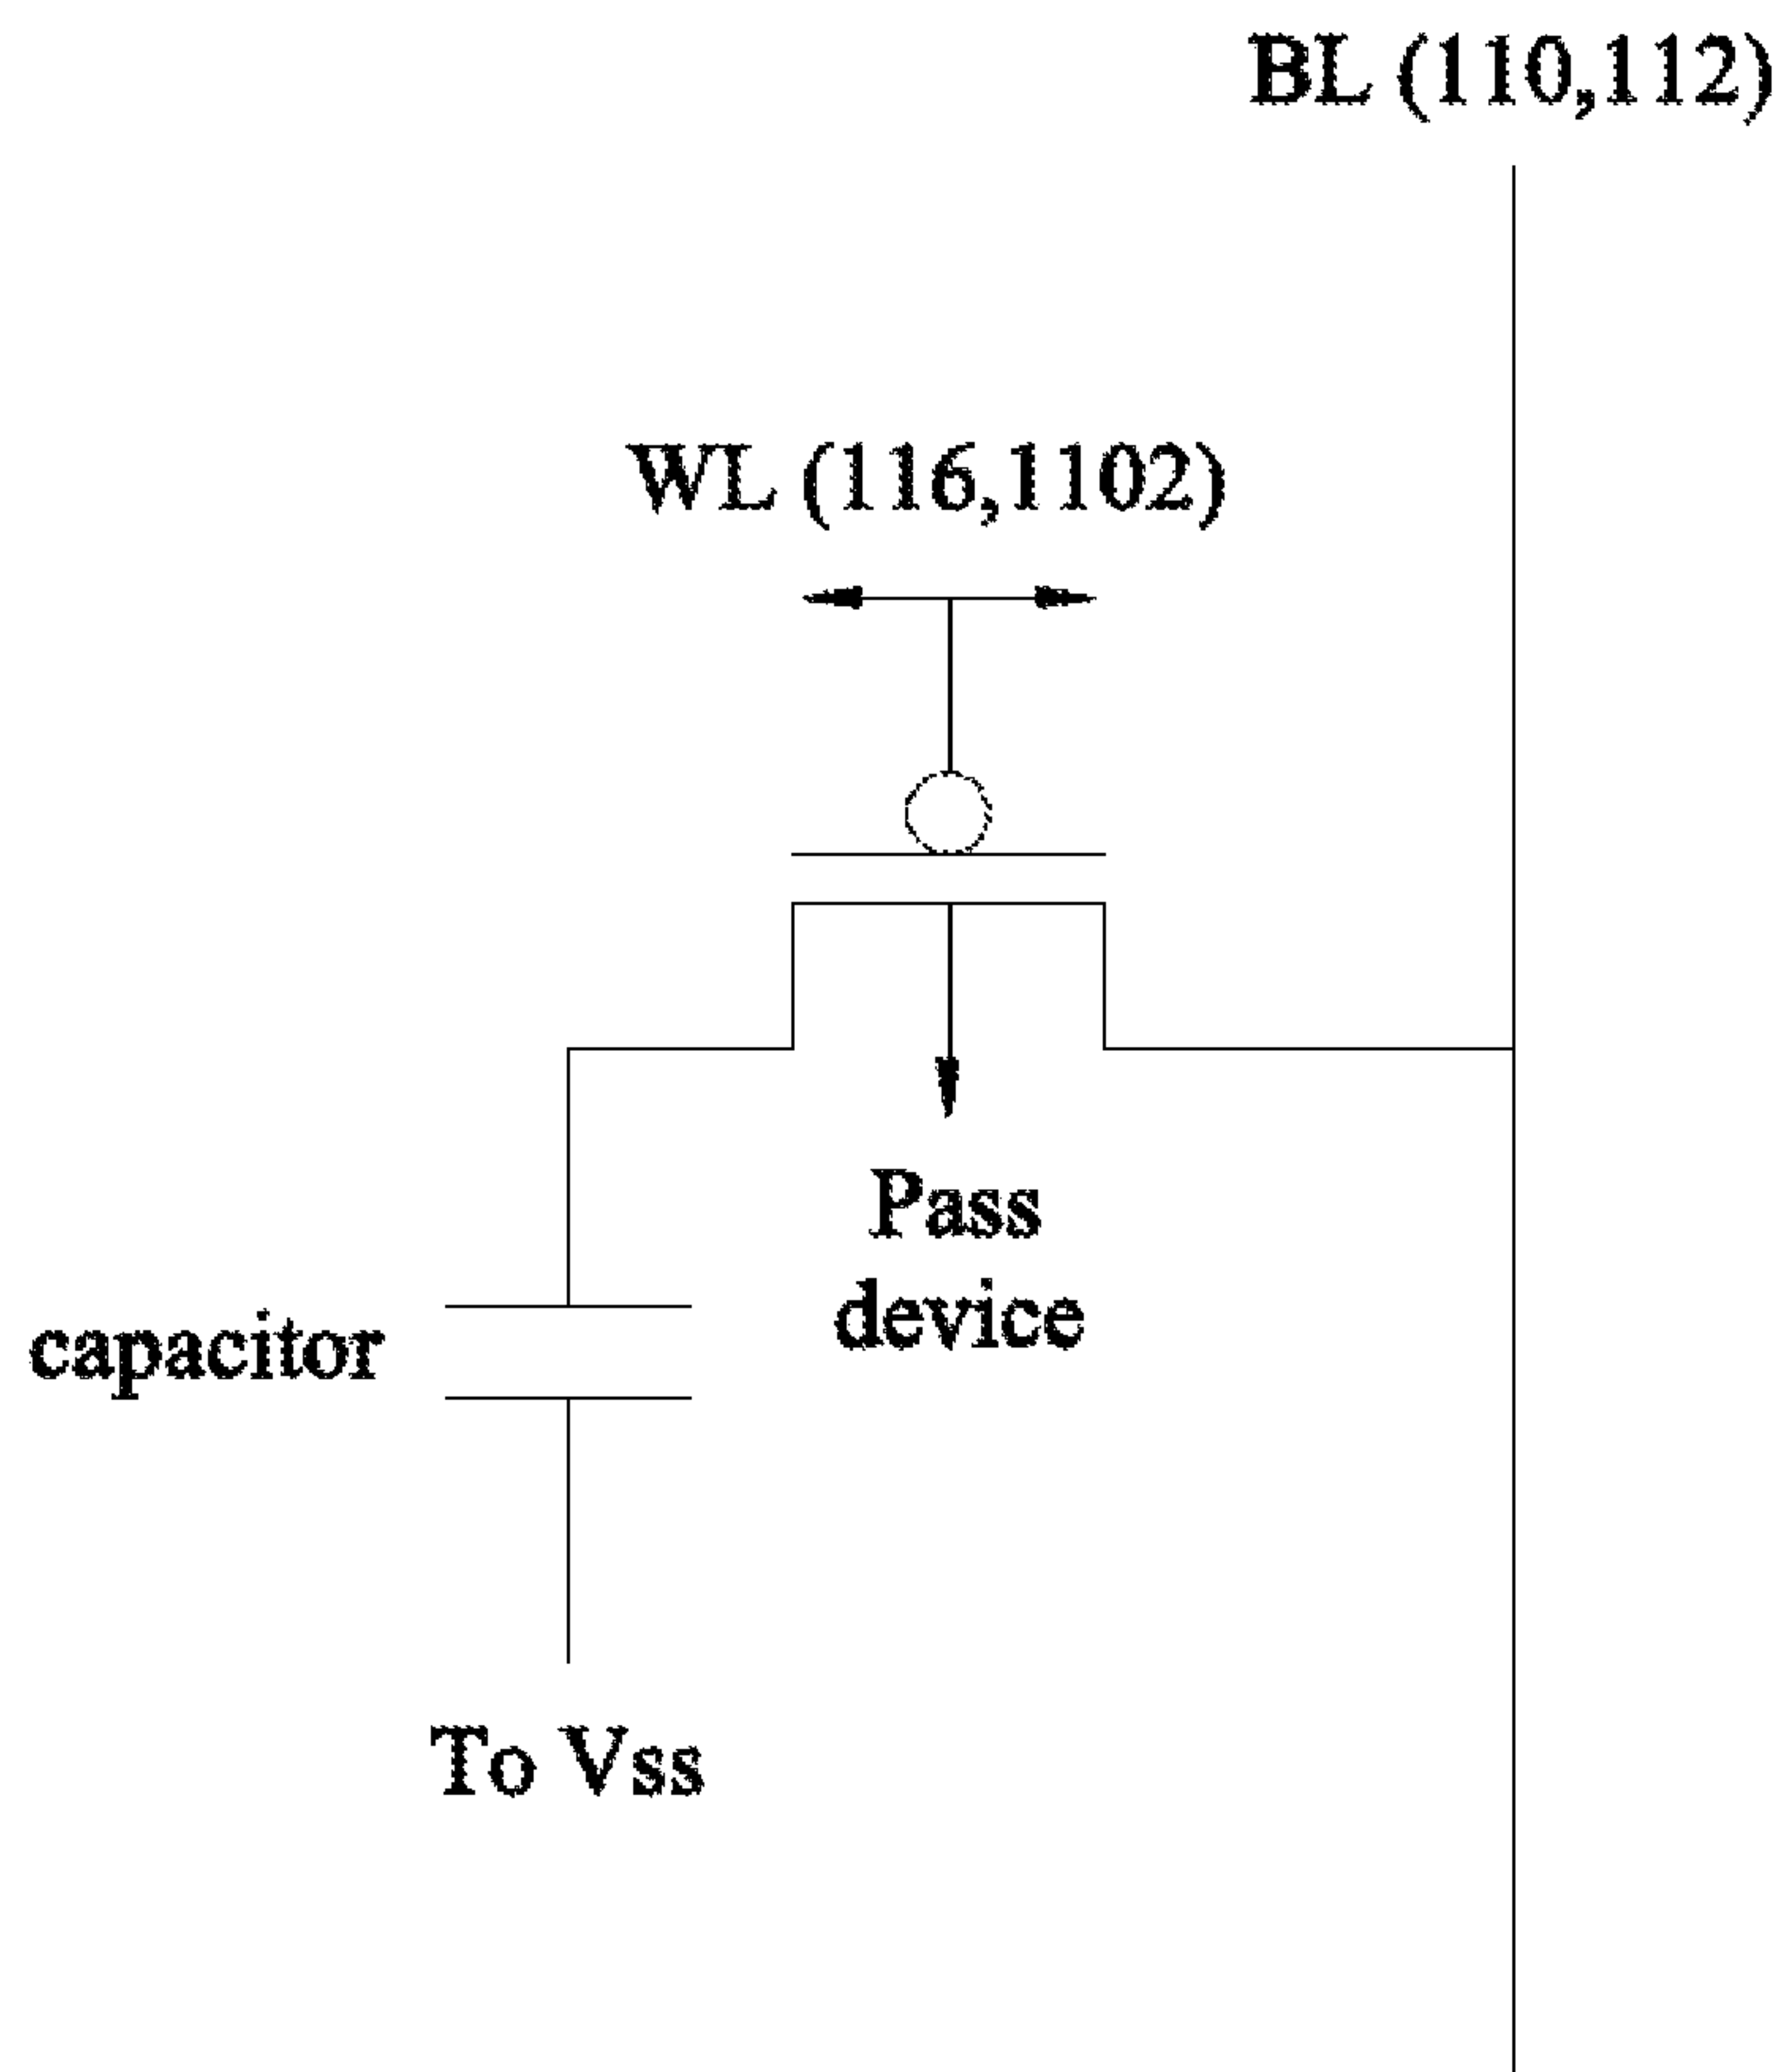 BL (110,112)
WL (116,1102)
Pass
device
capacitor
To Vss